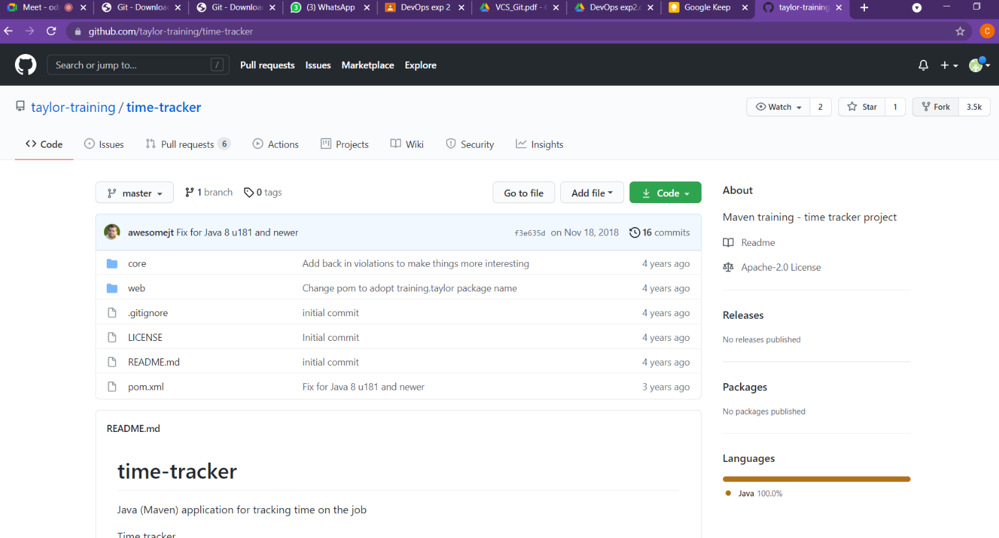 Meet - od
Git - Downloa
Git - Downloa
(3) WhatsApp
DevOps exp 2
VCS_Git.pdf -
DevOps exp2.
Google Keep
taylor-training
github.com/taylor-training/time-tracker
C
Search or jump to... /
Pull requests Issues Marketplace Explore
taylor-training / time-tracker
Watch 2 Star 1 Fork 3.5k
Code Issues Pull requests 6 Actions Projects Wiki Security Insights
master 1 branch 0 tags Go to file Add file Code
awesomejt Fix for Java 8 u181 and newer f3e635d on Nov 18, 2018 16 commits
core Add back in violations to make things more interesting 4 years ago
web Change pom to adopt training.taylor package name 4 years ago
.gitignore initial commit 4 years ago
LICENSE Initial commit 4 years ago
README.md initial commit 4 years ago
pom.xml Fix for Java 8 u181 and newer 3 years ago
README.md
time-tracker
Java (Maven) application for tracking time on the job
Time tracker
About
Maven training - time tracker project
Readme
Apache-2.0 License
Releases
No releases published
Packages
No packages published
Languages
Java 100.0%